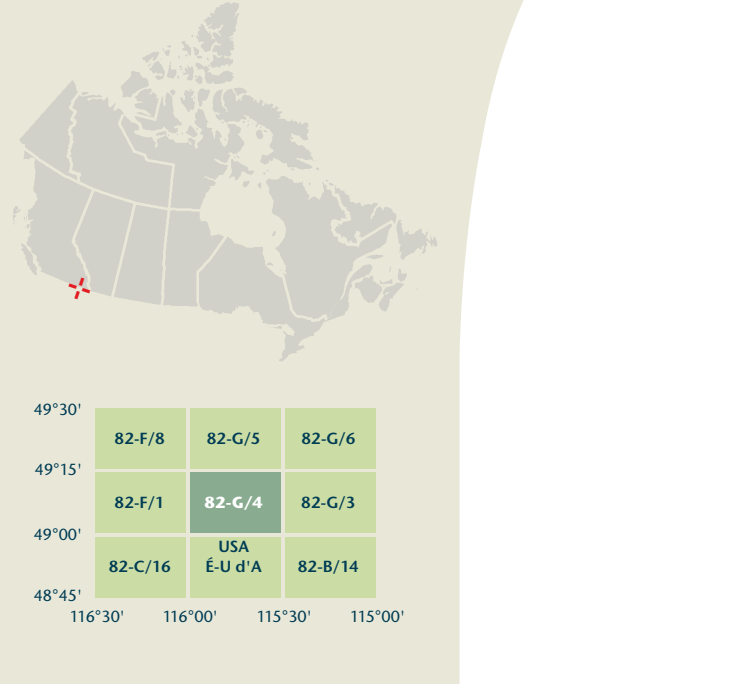 49°30'
82-F/8 82-G/5 82-G/6
49°15'
82-F/1 82-G/4 82-G/3
49°00'
USA
82-C/16 É-U d'A 82-B/14
48°45'
116°30' 116°00' 115°30' 115°00'